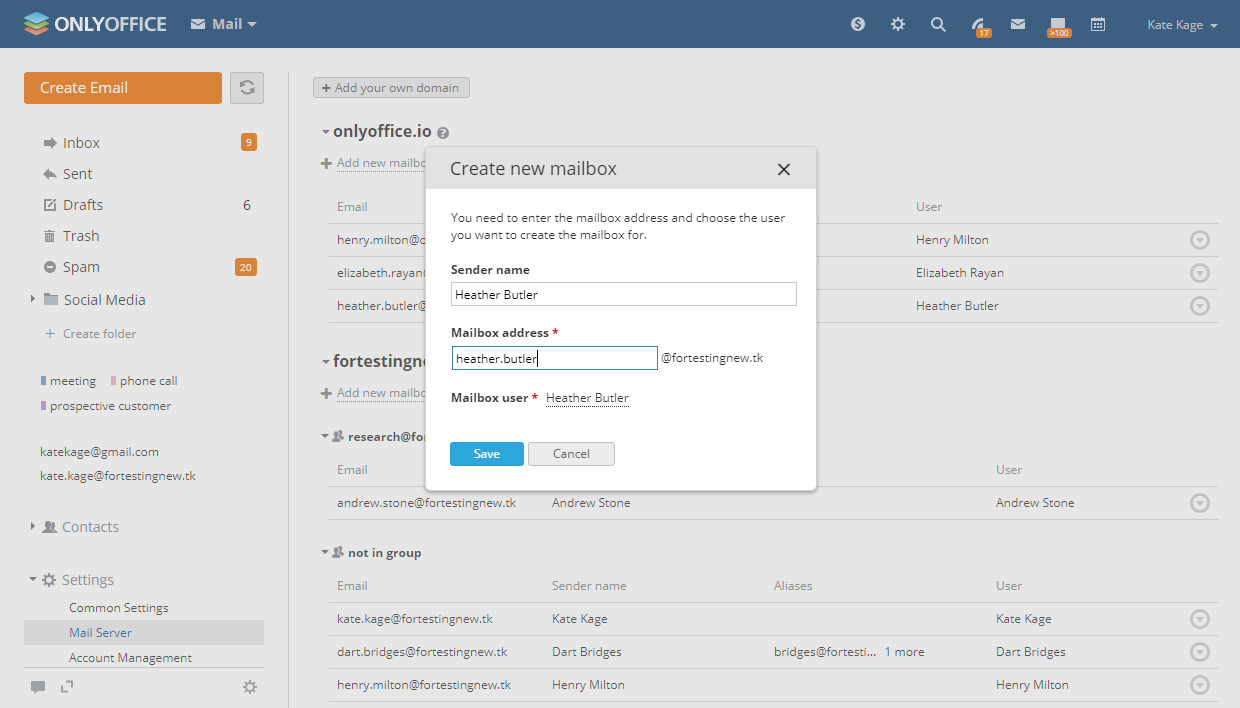 ONLYOFFICE Mail 17 >100 Kate Kage
Create Email
+ Add your own domain
Inbox 9
Sent
Drafts 6
Trash
Spam 20
Social Media
+ Create folder
meeting phone call
prospective customer
katekage@gmail.com
kate.kage@fortestingnew.tk
Contacts
Settings
Common Settings
Mail Server
Account Management
onlyoffice.io ?
Add new mailbo
Email User
henry.milton@o Henry Milton
elizabeth.rayan Elizabeth Rayan
heather.butler@ Heather Butler
fortestingn
Add new mailbo
research@for
Email User
andrew.stone@fortestingnew.tk Andrew Stone Andrew Stone
not in group
Email Sender name Aliases User
kate.kage@fortestingnew.tk Kate Kage Kate Kage
dart.bridges@fortestingnew.tk Dart Bridges bridges@fortesti... 1 more Dart Bridges
henry.milton@fortestingnew.tk Henry Milton Henry Milton
Create new mailbox
You need to enter the mailbox address and choose the user
you want to create the mailbox for.
Sender name
Heather Butler
Mailbox address *
heather.butler @fortestingnew.tk
Mailbox user * Heather Butler
Save Cancel